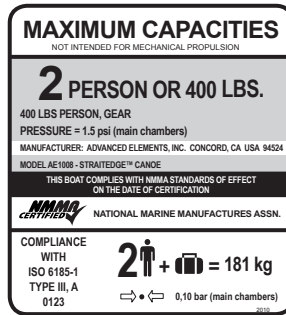 MAXIMUM CAPACITIES
NOT INTENDED FOR MECHANICAL PROPULSION
2 PERSON OR 400 LBS.
400 LBS PERSON, GEAR
PRESSURE = 1.5 psi (main chambers)
MANUFACTURER: ADVANCED ELEMENTS, INC. CONCORD, CA USA 94524
MODEL AE1008 - STRAITEDGE™ CANOE
THIS BOAT COMPLIES WITH NMMA STANDARDS OF EFFECT
ON THE DATE OF CERTIFICATION
NMMA
CERTIFIED
NATIONAL MARINE MANUFACTURES ASSN.
COMPLIANCE
WITH
ISO 6185-1
TYPE III, A
0123
2 + = 181 kg
0,10 bar (main chambers)
2010